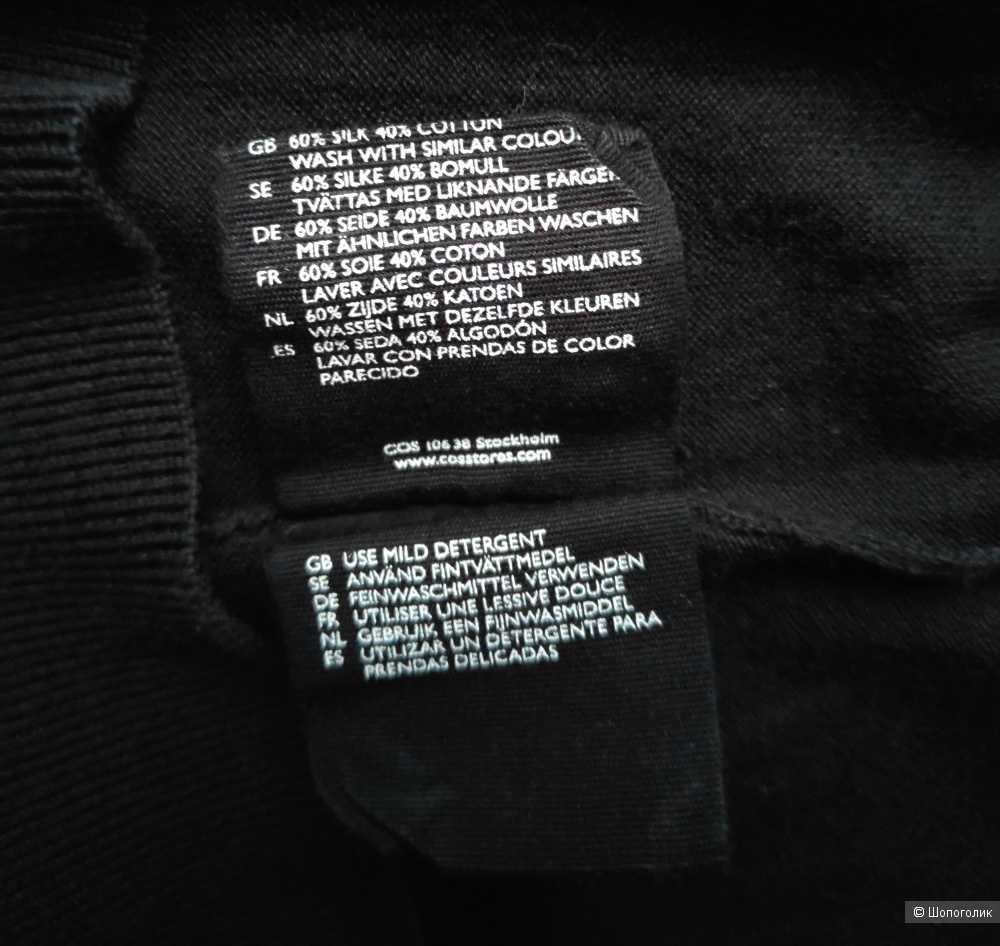 GB 60% SILK 40% COTTON
WASH WITH SIMILAR COLOU
SE 60% SILKE 40% BOMULL
TVÄTTAS MED LIKNANDE FÄRGER
DE 60% SEIDE 40% BAUMWOLLE
MIT ÄHNLICHEN FARBEN WASCHEN
FR 60% SOIE 40% COTON
LAVER AVEC COULEURS SIMILAIRES
NL 60% ZIJDE 40% KATOEN
WASSEN MET DEZELFDE KLEUREN
ES 60% SEDA 40% ALGODÓN
LAVAR CON PRENDAS DE COLOR
PARECIDO
COS 106 38 Stockholm
www.cosstores.com
GB USE MILD DETERGENT
SE ANVÄND FINTVÄTTMEDEL
DE FEINWASCHMITTEL VERWENDEN
FR UTILISER UNE LESSIVE DOUCE
NL GEBRUIK EEN FIJNWASMIDDEL
ES UTILIZAR UN DETERGENTE PARA
PRENDAS DELICADAS
© Шопоголик